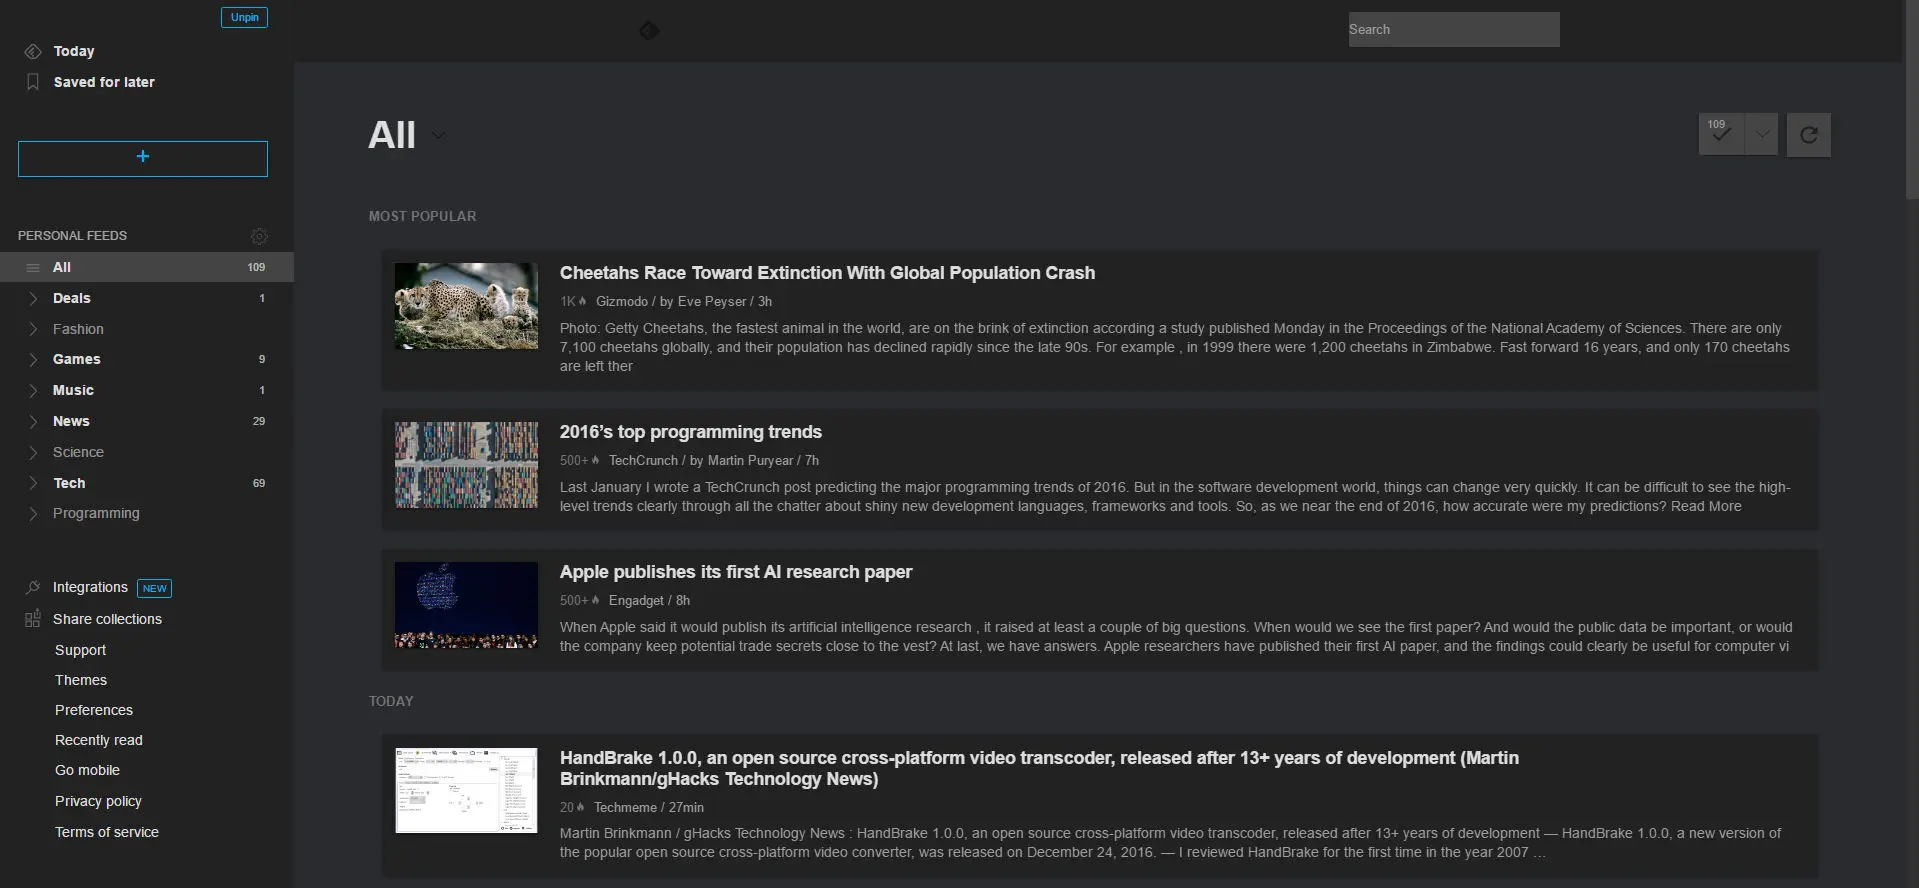 Unpin
Today
Saved for later
+
PERSONAL FEEDS
All 109
Deals 1
Fashion
Games 9
Music 1
News 29
Science
Tech 69
Programming
Integrations NEW
Share collections
Support
Themes
Preferences
Recently read
Go mobile
Privacy policy
Terms of service
Search
All
109
MOST POPULAR
Cheetahs Race Toward Extinction With Global Population Crash
1K Gizmodo / by Eve Peyser / 3h
Photo: Getty Cheetahs, the fastest animal in the world, are on the brink of extinction according a study published Monday in the Proceedings of the National Academy of Sciences. There are only
7,100 cheetahs globally, and their population has declined rapidly since the late 90s. For example , in 1999 there were 1,200 cheetahs in Zimbabwe. Fast forward 16 years, and only 170 cheetahs
are left ther
2016’s top programming trends
500+ TechCrunch / by Martin Puryear / 7h
Last January I wrote a TechCrunch post predicting the major programming trends of 2016. But in the software development world, things can change very quickly. It can be difficult to see the high-
level trends clearly through all the chatter about shiny new development languages, frameworks and tools. So, as we near the end of 2016, how accurate were my predictions? Read More
Apple publishes its first AI research paper
500+ Engadget / 8h
When Apple said it would publish its artificial intelligence research , it raised at least a couple of big questions. When would we see the first paper? And would the public data be important, or would
the company keep potential trade secrets close to the vest? At last, we have answers. Apple researchers have published their first AI paper, and the findings could clearly be useful for computer vi
TODAY
HandBrake 1.0.0, an open source cross-platform video transcoder, released after 13+ years of development (Martin
Brinkmann/gHacks Technology News)
20 Techmeme / 27min
Martin Brinkmann / gHacks Technology News : HandBrake 1.0.0, an open source cross-platform video transcoder, released after 13+ years of development — HandBrake 1.0.0, a new version of
the popular open source cross-platform video converter, was released on December 24, 2016. — I reviewed HandBrake for the first time in the year 2007 …